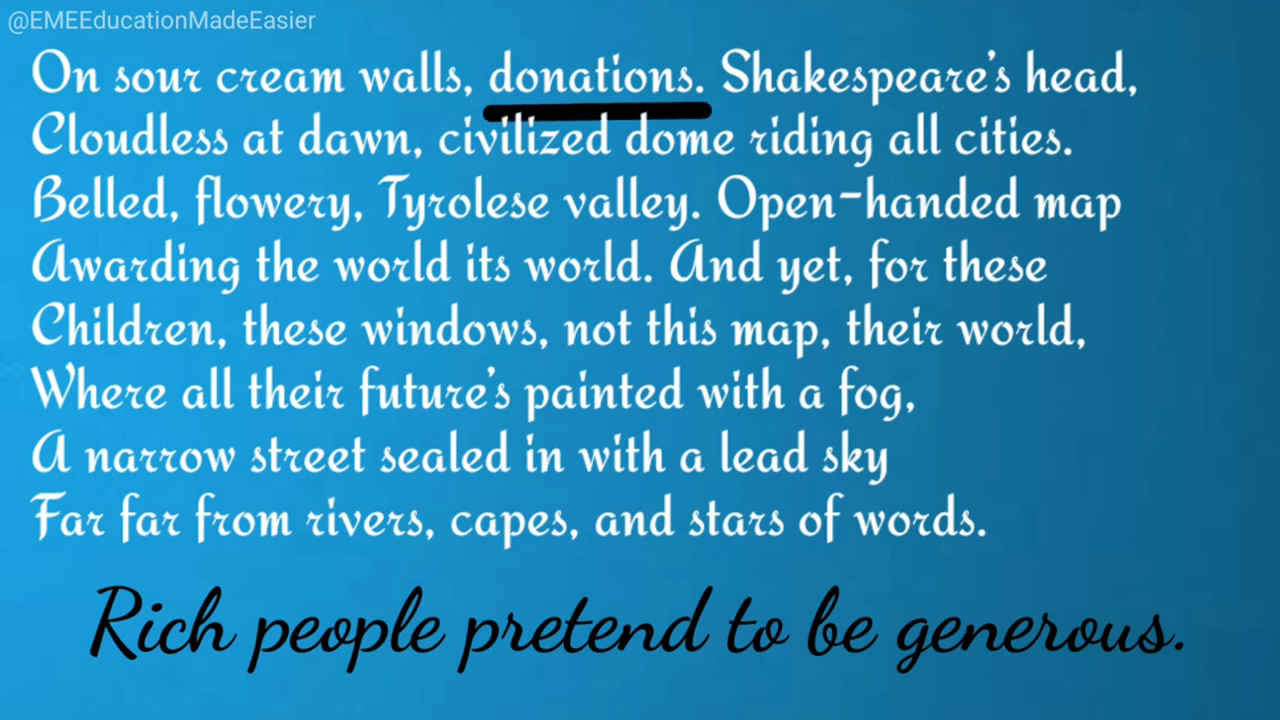 @EMEEducationMadeEasier
On sour cream walls, donations. Shakespeare's head,
Cloudless at dawn, civilized dome riding all cities.
Belled, flowery, Tyrolese valley. Open-handed map
Awarding the world its world. And yet, for these
Children, these windows, not this map, their world,
Where all their future's painted with a fog,
A narrow street sealed in with a lead sky
Far far from rivers, capes, and stars of words.
Rich people pretend to be generous.